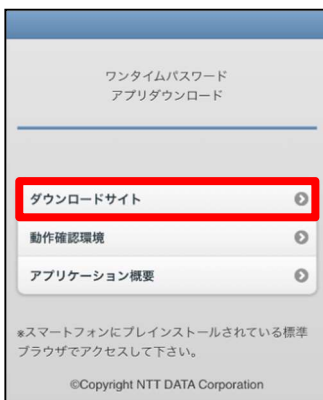 ワンタイムパスワード
アプリダウンロード
ダウンロードサイト
動作確認環境
アプリケーション概要
※スマートフォンにプレインストールされている標準
ブラウザでアクセスして下さい。
©Copyright NTT DATA Corporation